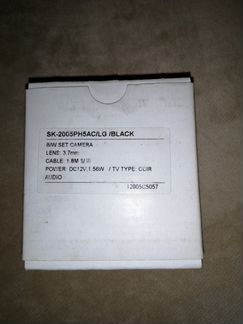 SK-2005PH5AC/LG /BLACK
B/W SET CAMERA
LENS: 3.7mm
CABLE: 1.8M
POWER: DC12V,1.56W / TV TYPE: CCIR
AUDIO
12005C5057